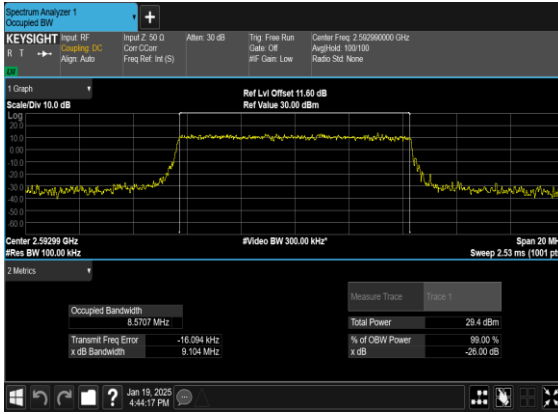 Spectrum Analyzer 1
Occupied BW
+
KEYSIGHT Input: RF Input Z: 50 Ω Atten: 30 dB Trig: Free Run Center Freq: 2.592990000 GHz
R T Coupling: DC Corr CCorr Gate: Off Avg|Hold: 100/100
Align: Auto Freq Ref: Int (S) #IF Gain: Low Radio Std: None
1 Graph
Scale/Div 10.0 dB
Ref Lvl Offset 11.60 dB
Ref Value 30.00 dBm
Log
20.0
10.0
0.00
-10.0
-20.0
-30.0
-40.0
-50.0
-60.0
Center 2.59299 GHz #Video BW 300.00 kHz* Span 20 MH
#Res BW 100.00 kHz Sweep 2.53 ms (1001 pt
2 Metrics
Measure Trace Trace 1
Occupied Bandwidth
8.5707 MHz
Total Power 29.4 dBm
Transmit Freq Error -16.094 kHz % of OBW Power 99.00 %
x dB Bandwidth 9.104 MHz x dB -26.00 dB
? Jan 19, 2025
4:44:17 PM